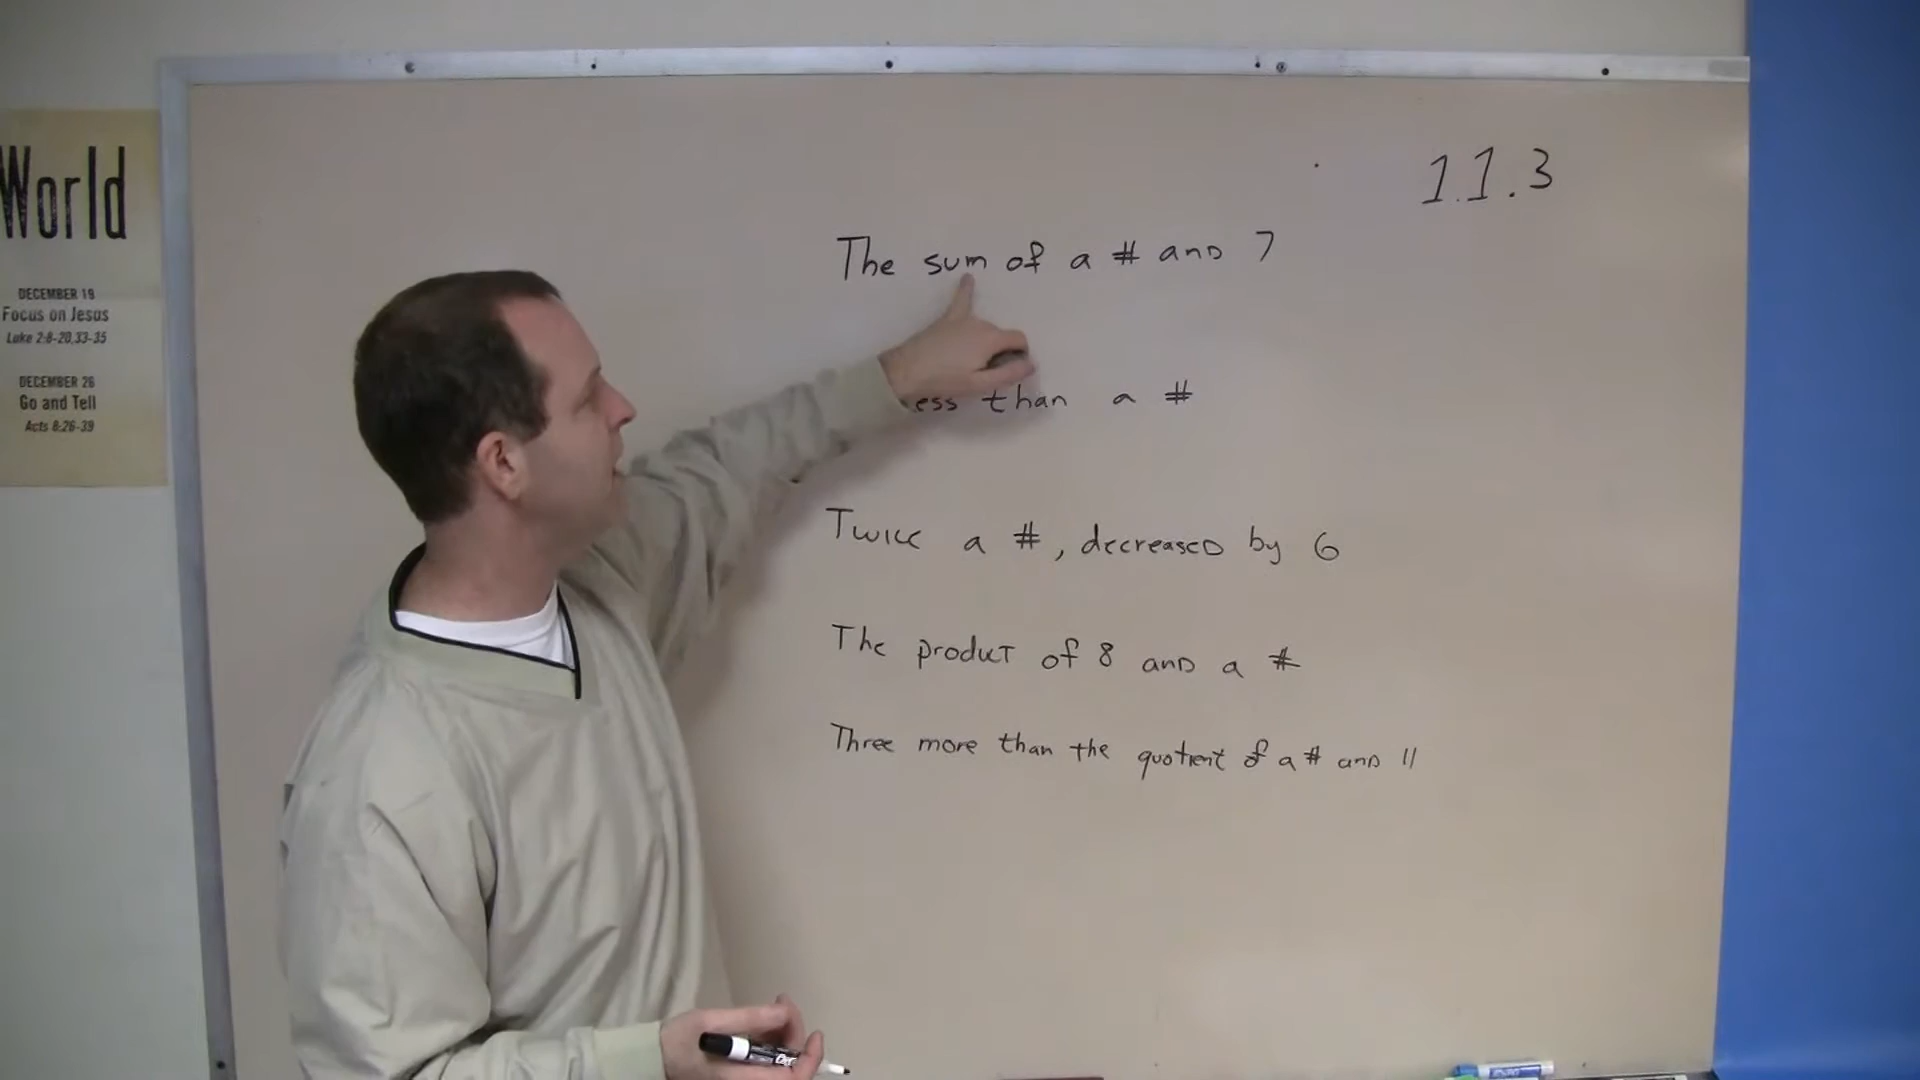 World
DECEMBER 19
Focus on Jesus
Luke 2:8-20,33-35
DECEMBER 26
Go and Tell
Acts 8:26-39
1.1.3
The sum of a # and 7
than a #
Twice a #, decreased by 6
The product of 8 and a #
Three more than the quotient of a # and 11